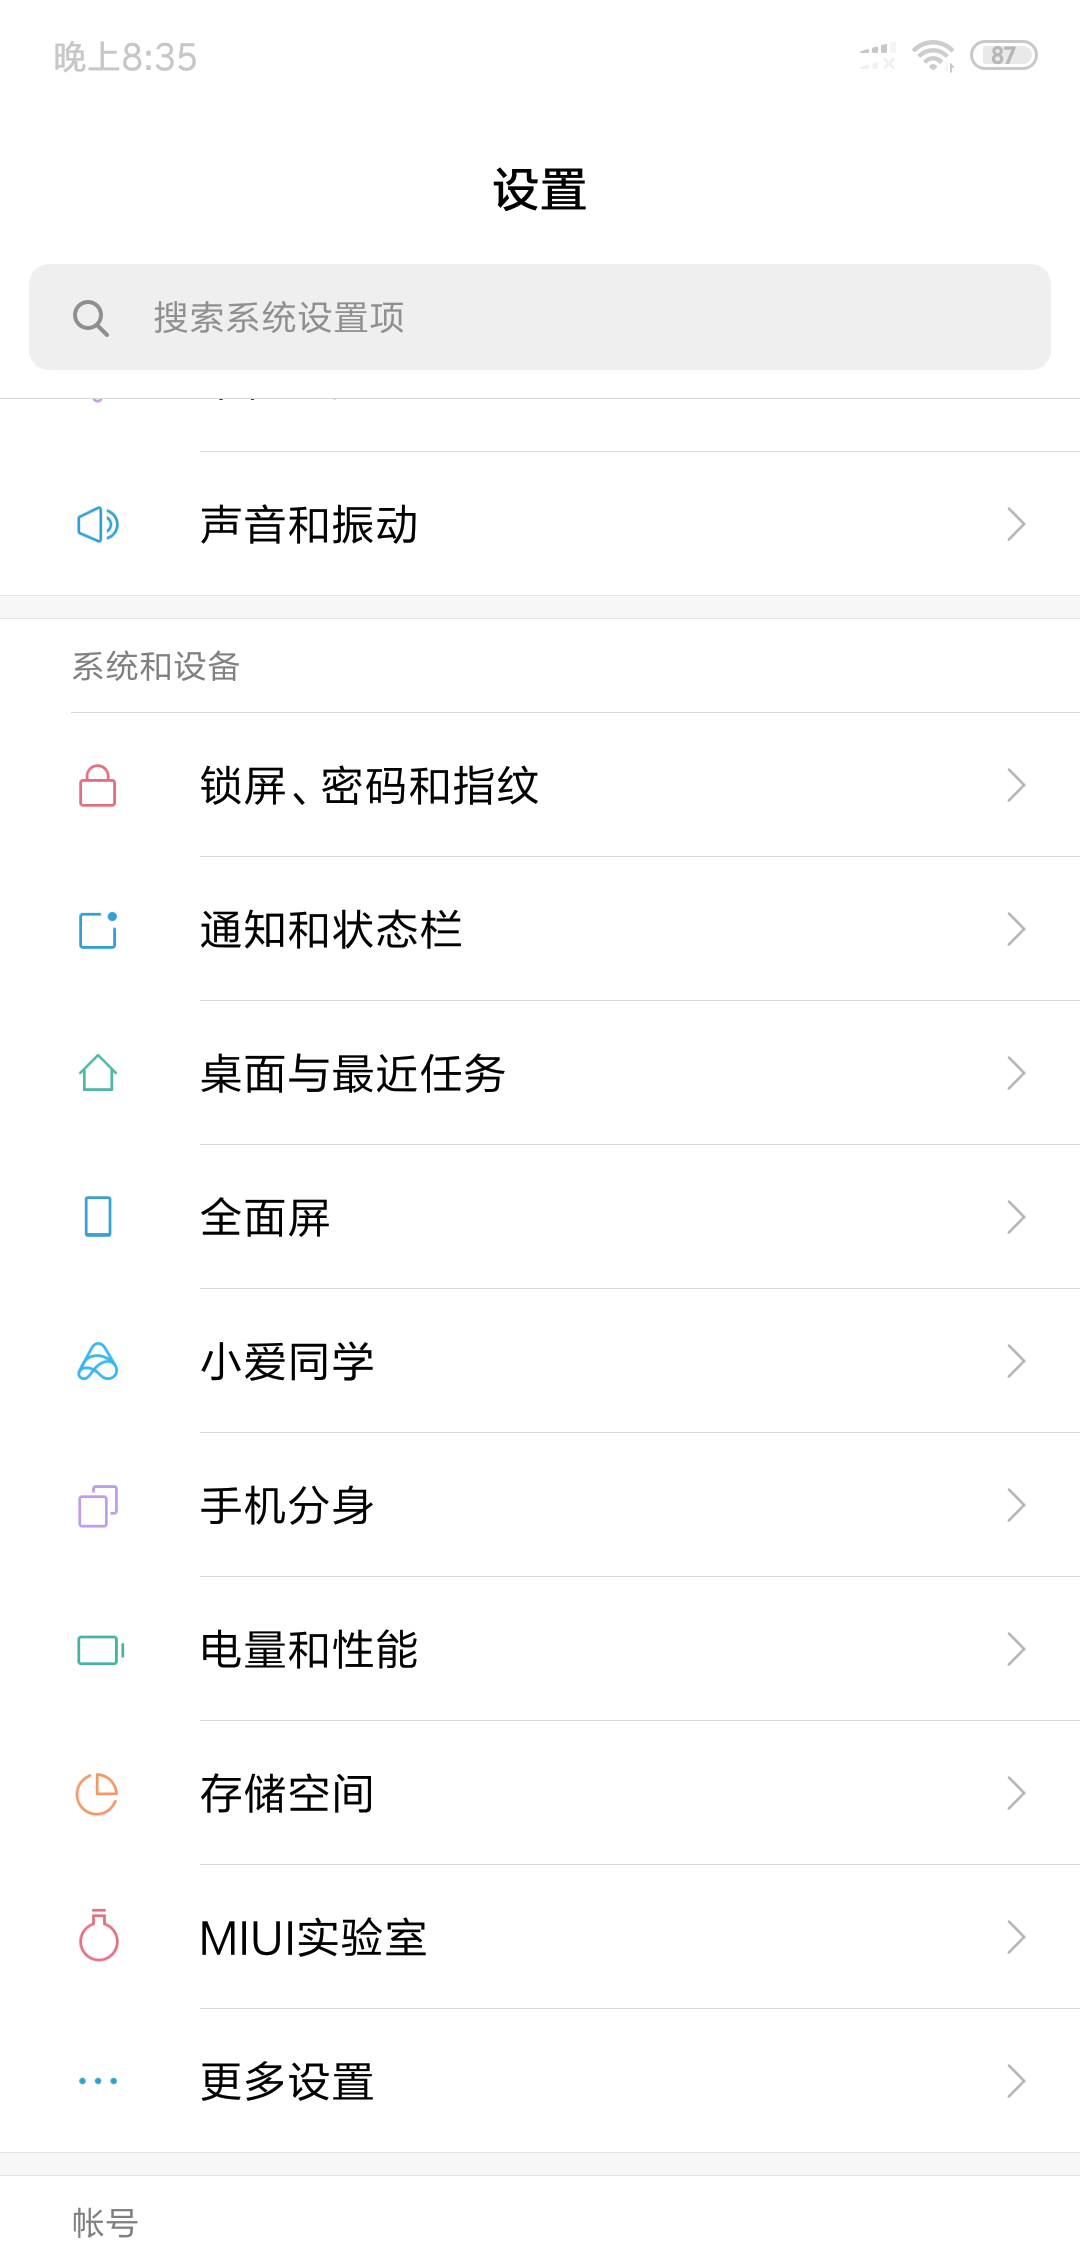 晚上8:35
87
设置
搜索系统设置项
声音和振动
系统和设备
锁屏、密码和指纹
通知和状态栏
桌面与最近任务
全面屏
小爱同学
手机分身
电量和性能
存储空间
MIUI实验室
更多设置
帐号